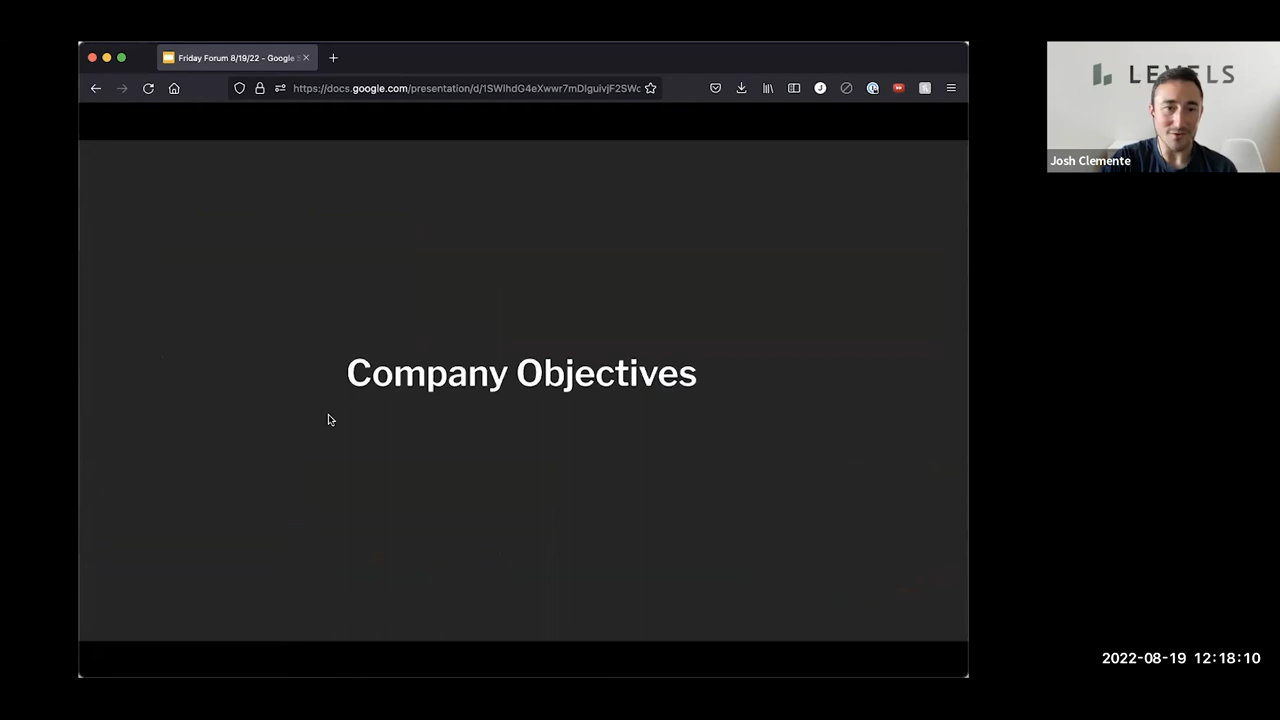 Friday Forum 8/19/22 - Google S
https://docs.google.com/presentation/d/1SWIhdG4eXwwr7mDIguivjF2SWc
LEVELS
Josh Clemente
Company Objectives
2022-08-19 12:18:10